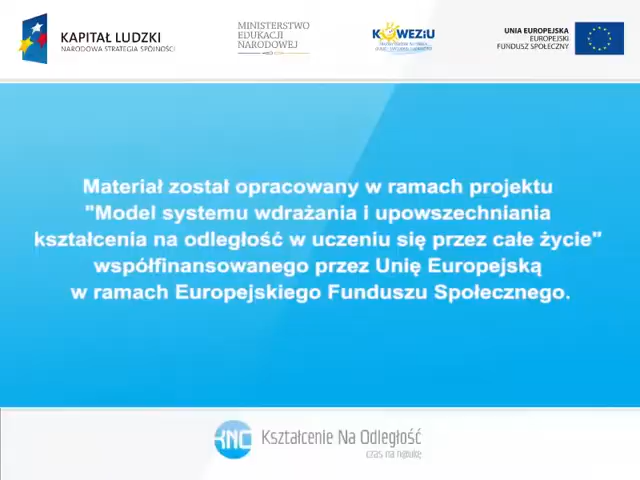 KAPITAŁ LUDZKI
NARODOWA STRATEGIA SPÓJNOŚCI
MINISTERSTWO
EDUKACJI
NARODOWEJ
KOWEZiU
UNIA EUROPEJSKA
EUROPEJSKI
FUNDUSZ SPOŁECZNY
Materiał został opracowany w ramach projektu
"Model systemu wdrażania i upowszechniania
kształcenia na odległość w uczeniu się przez całe życie"
współfinansowanego przez Unię Europejską
w ramach Europejskiego Funduszu Społecznego.
KNO
Kształcenie Na Odległość
czas na naukę